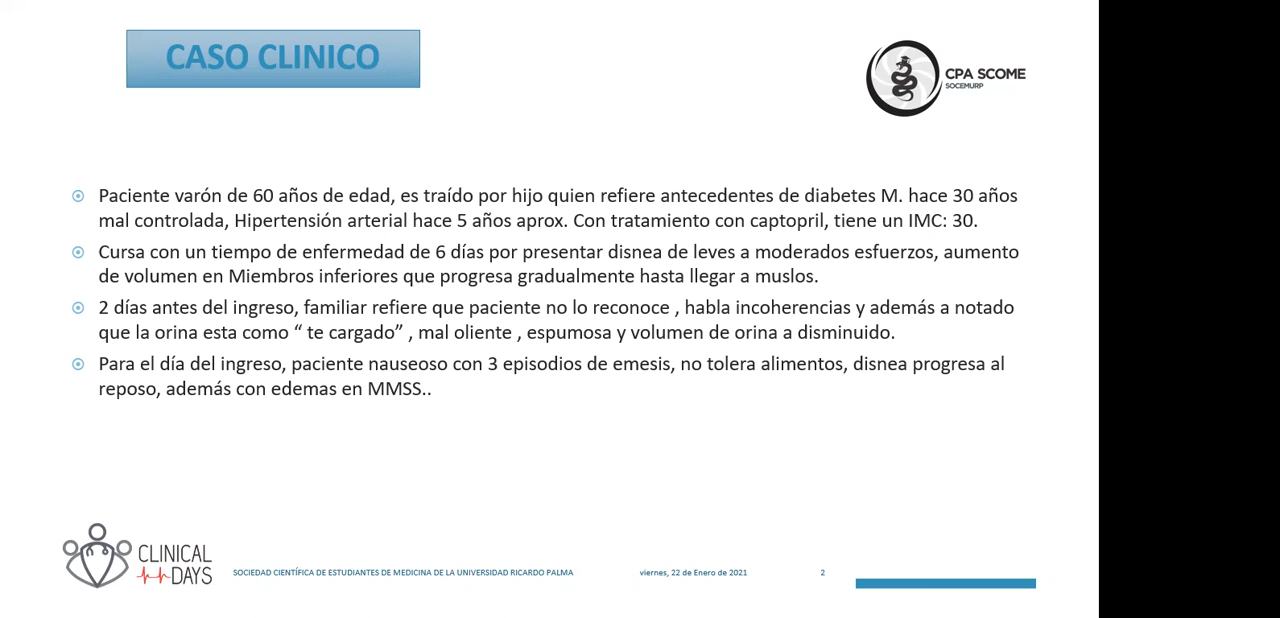 CASO CLINICO
CPA SCOME
SOCEMURP
Paciente varón de 60 años de edad, es traído por hijo quien refiere antecedentes de diabetes M. hace 30 años
mal controlada, Hipertensión arterial hace 5 años aprox. Con tratamiento con captopril, tiene un IMC: 30.
Cursa con un tiempo de enfermedad de 6 días por presentar disnea de leves a moderados esfuerzos, aumento
de volumen en Miembros inferiores que progresa gradualmente hasta llegar a muslos.
2 días antes del ingreso, familiar refiere que paciente no lo reconoce , habla incoherencias y además a notado
que la orina esta como “ te cargado” , mal oliente , espumosa y volumen de orina a disminuido.
Para el día del ingreso, paciente nauseoso con 3 episodios de emesis, no tolera alimentos, disnea progresa al
reposo, además con edemas en MMSS..
CLINICAL
DAYS
SOCIEDAD CIENTÍFICA DE ESTUDIANTES DE MEDICINA DE LA UNIVERSIDAD RICARDO PALMA
viernes, 22 de Enero de 2021
2